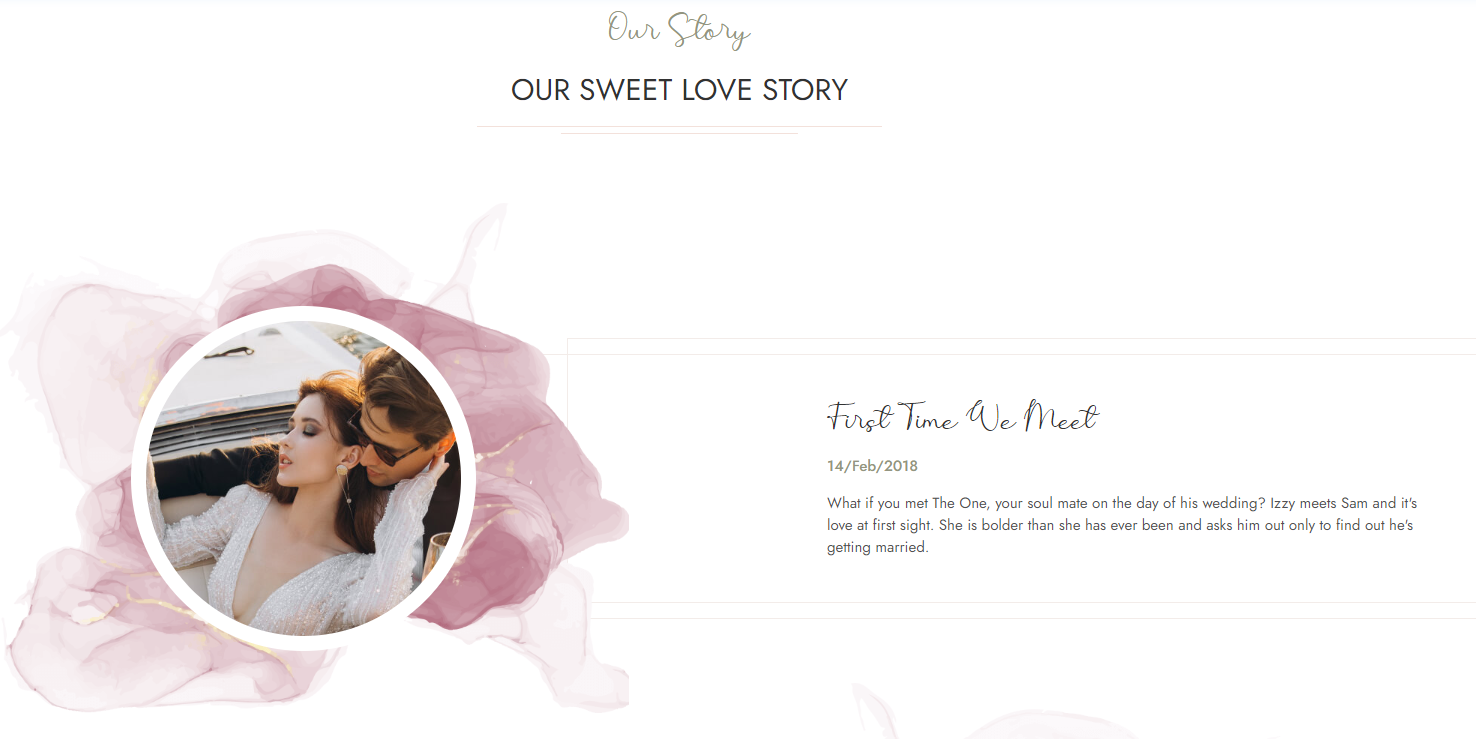 Our Story
OUR SWEET LOVE STORY
First Time We Meet
14/Feb/2018
What if you met The One, your soul mate on the day of his wedding? Izzy meets Sam and it's
love at first sight. She is bolder than she has ever been and asks him out only to find out he's
getting married.